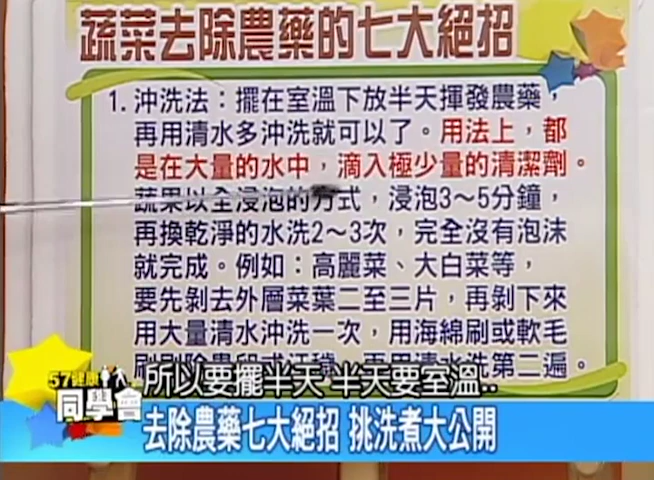 蔬菜去除農藥的七大絕招
1. 沖洗法：擺在室溫下放半天揮發農藥，
再用清水多沖洗就可以了。用法上，都
是在大量的水中，滴入極少量的清潔劑。
蔬果以全浸泡的方式，浸泡3～5分鐘，
再換乾淨的水洗2～3次，完全沒有泡沫
就完成。例如：高麗菜、大白菜等，
要先剝去外層菜葉二至三片，再剝下來
用大量清水沖洗一次，用海綿刷或軟毛
再用清水洗第二遍。
所以要擺半天 半天要室溫..
57健康
同學會
去除農藥七大絕招 挑洗煮大公開